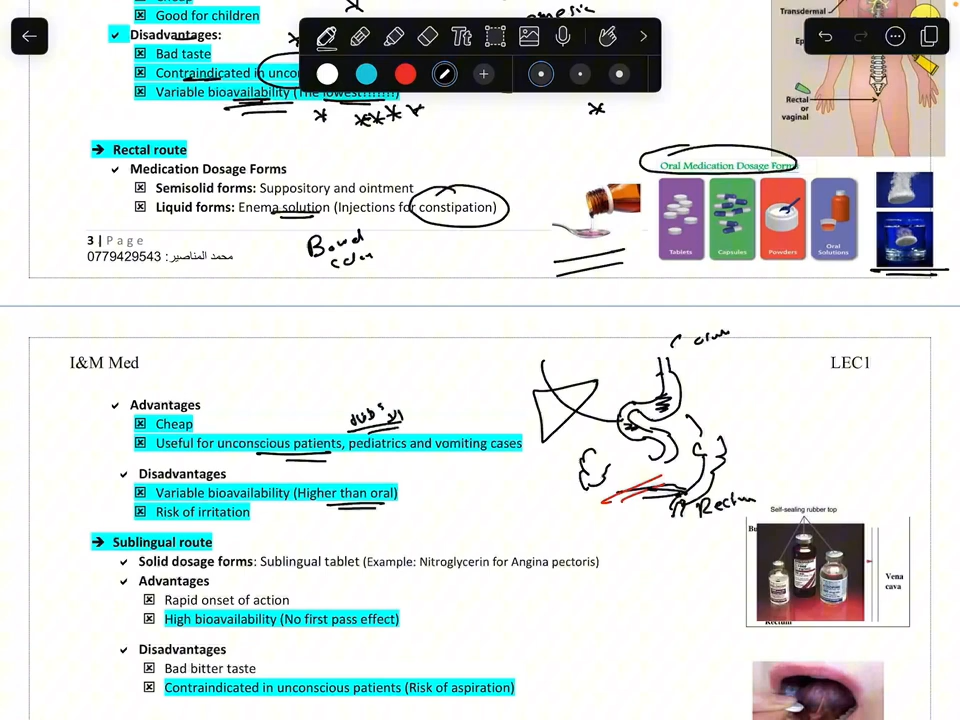 Cheap
Good for children
Disadvantages:
Bad taste
Contraindicated in uncon
Variable bioavailability (The lowest!!!!!!!)
Tt
Transdermal
Ep
Rectal or vaginal
→ Rectal route
Medication Dosage Forms
Semisolid forms: Suppository and ointment
Liquid forms: Enema solution (Injections for constipation)
Oral Medication Dosage Forms
Tablets
Capsules
Powders
Oral Solutions
3 | Page
محمد المناصير: 0779429543
I&M Med
LEC1
Advantages
Cheap
Useful for unconscious patients, pediatrics and vomiting cases
Disadvantages
Variable bioavailability (Higher than oral)
Risk of irritation
Rectum
→ Sublingual route
Solid dosage forms: Sublingual tablet (Example: Nitroglycerin for Angina pectoris)
Advantages
Rapid onset of action
High bioavailability (No first pass effect)
Disadvantages
Bad bitter taste
Contraindicated in unconscious patients (Risk of aspiration)
Self-sealing rubber top
Bu
Vena cava
Rectum